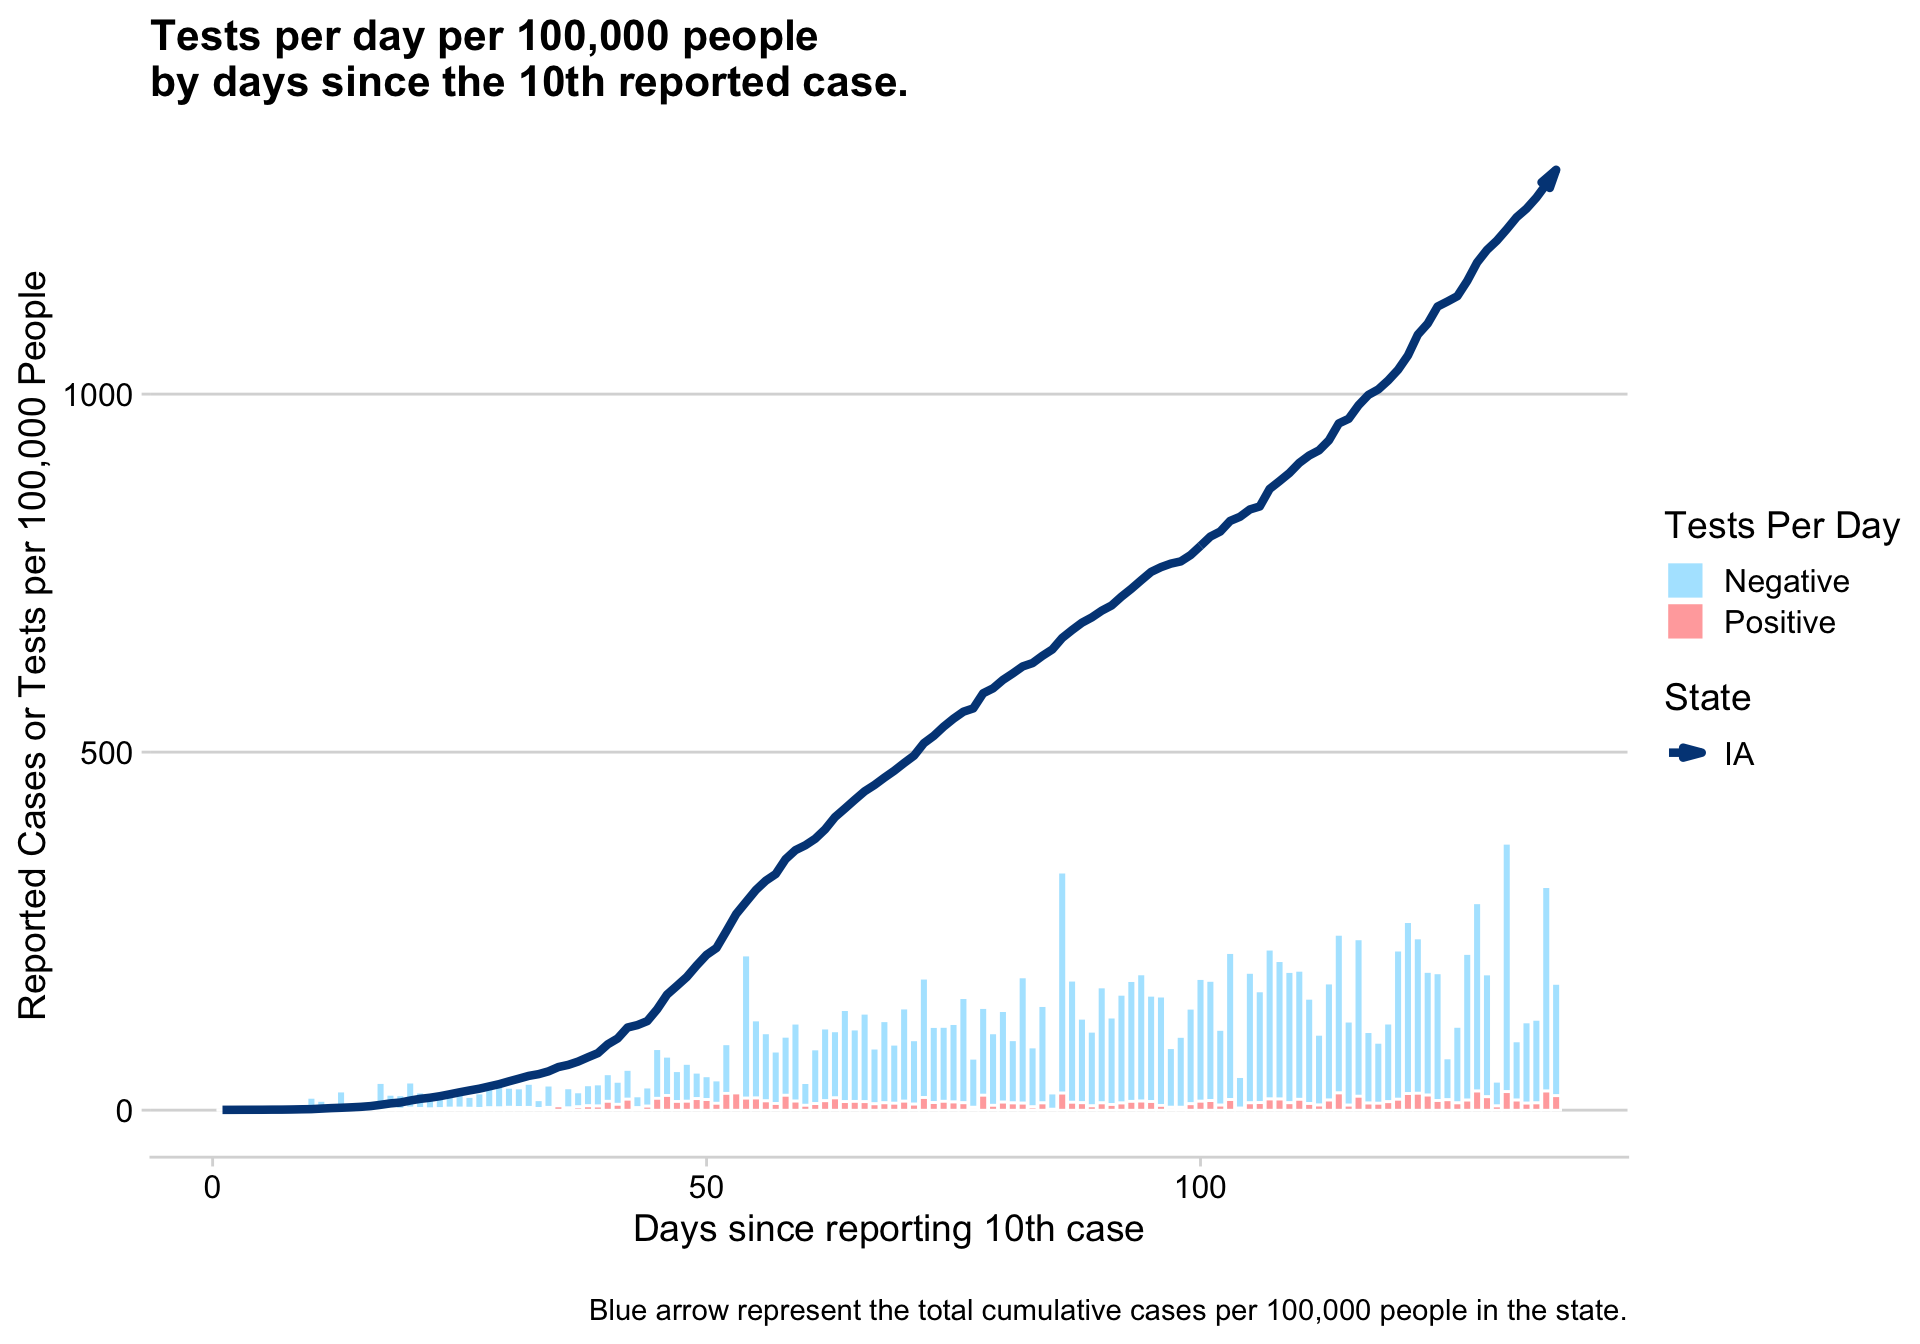 Tests per day per 100,000 people
by days since the 10th reported case.
Reported Cases or Tests per 100,000 People
1000
500
0
0
50
100
Days since reporting 10th case
Tests Per Day
Negative
Positive
State
IA
Blue arrow represent the total cumulative cases per 100,000 people in the state.